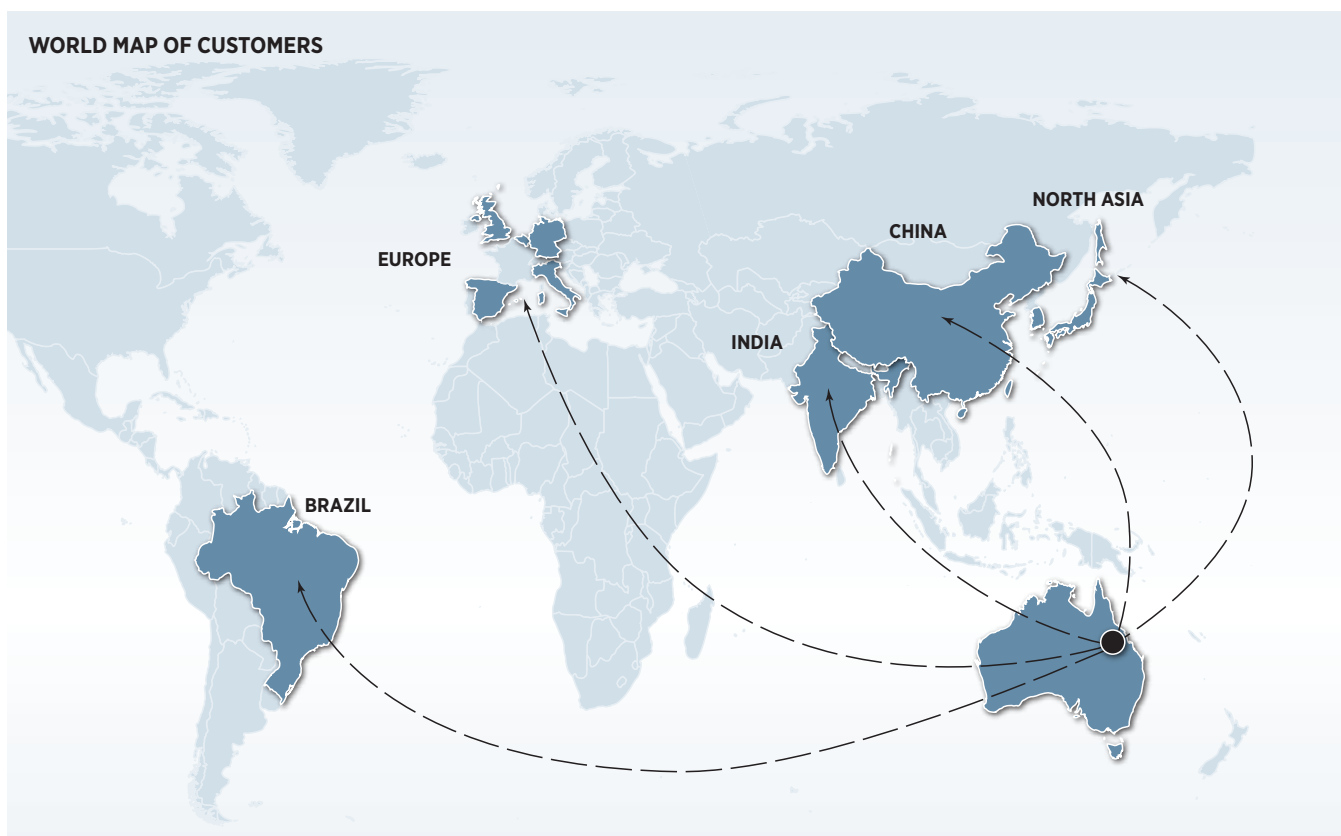 WORLD MAP OF CUSTOMERS
NORTH ASIA
CHINA
EUROPE
INDIA
BRAZIL